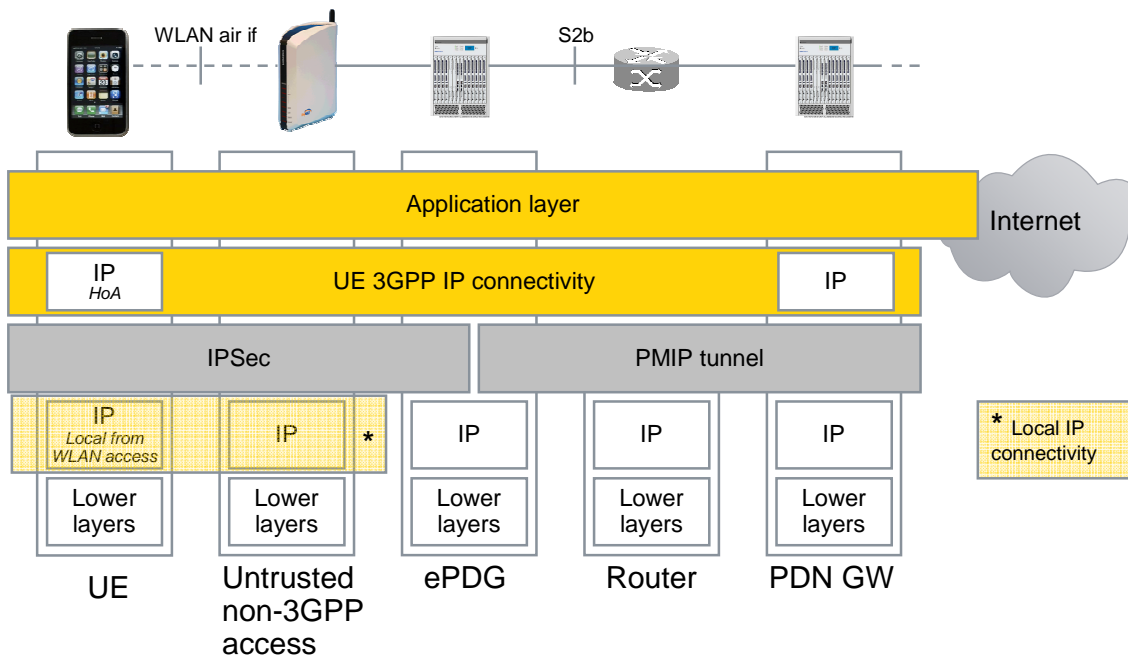 WLAN air if
S2b
Application layer
Internet
IP
HoA
UE 3GPP IP connectivity
IP
IPSec
PMIP tunnel
IP
Local from
WLAN access
IP
*
IP
IP
IP
* Local IP
connectivity
Lower
layers
Lower
layers
Lower
layers
Lower
layers
Lower
layers
UE
Untrusted
non-3GPP
access
ePDG
Router
PDN GW